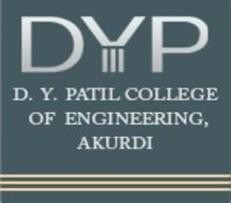 DYP
D. Y. PATIL COLLEGE
OF ENGINEERING,
AKURDI